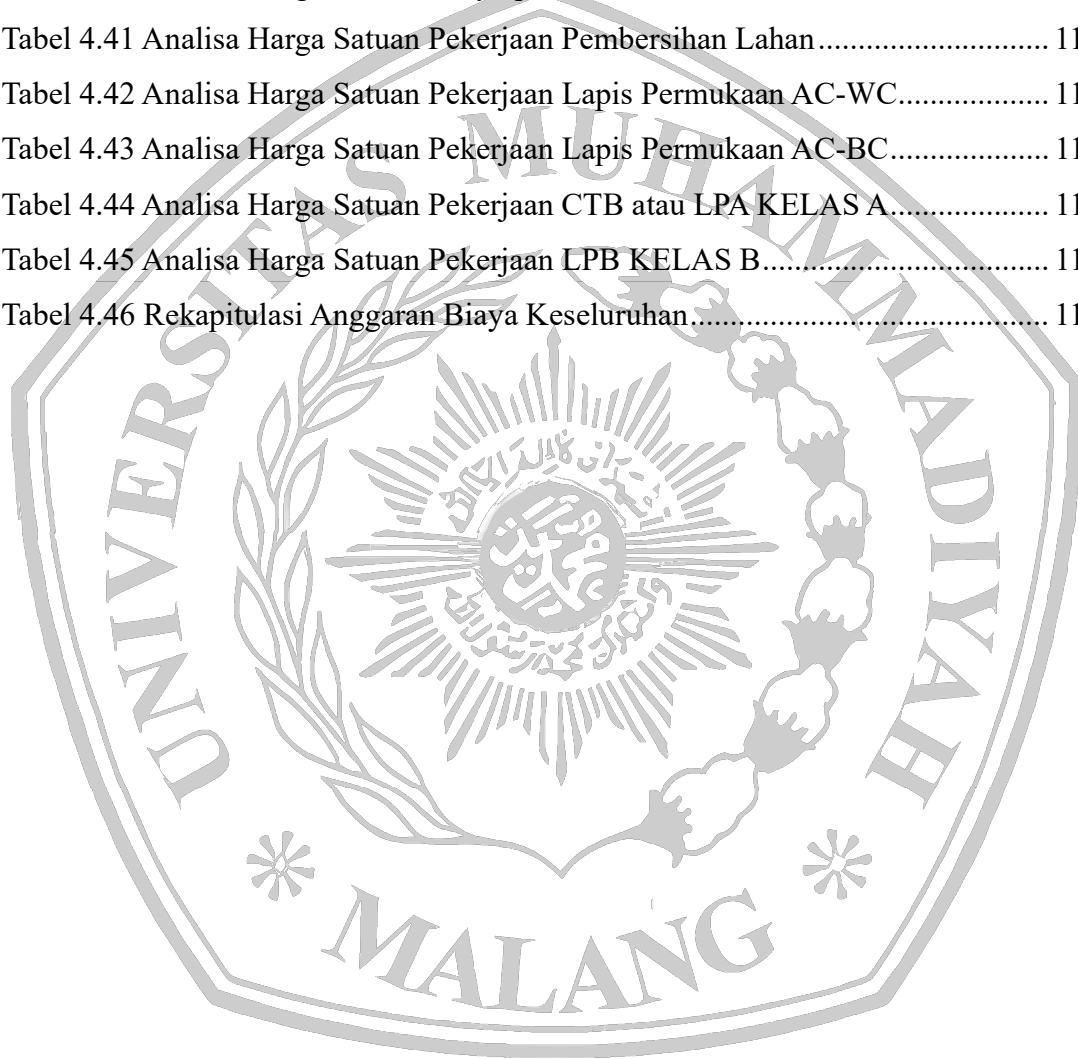 Tabel 4.41 Analisa Harga Satuan Pekerjaan Pembersihan Lahan............................. 11
Tabel 4.42 Analisa Harga Satuan Pekerjaan Lapis Permukaan AC-WC................... 11
Tabel 4.43 Analisa Harga Satuan Pekerjaan Lapis Permukaan AC-BC.................... 11
Tabel 4.44 Analisa Harga Satuan Pekerjaan CTB atau LPA KELAS A.................... 11
Tabel 4.45 Analisa Harga Satuan Pekerjaan LPB KELAS B.................................... 11
Tabel 4.46 Rekapitulasi Anggaran Biaya Keseluruhan............................................. 11
UNIVERSITAS MUHAMMADIYAH
MALANG